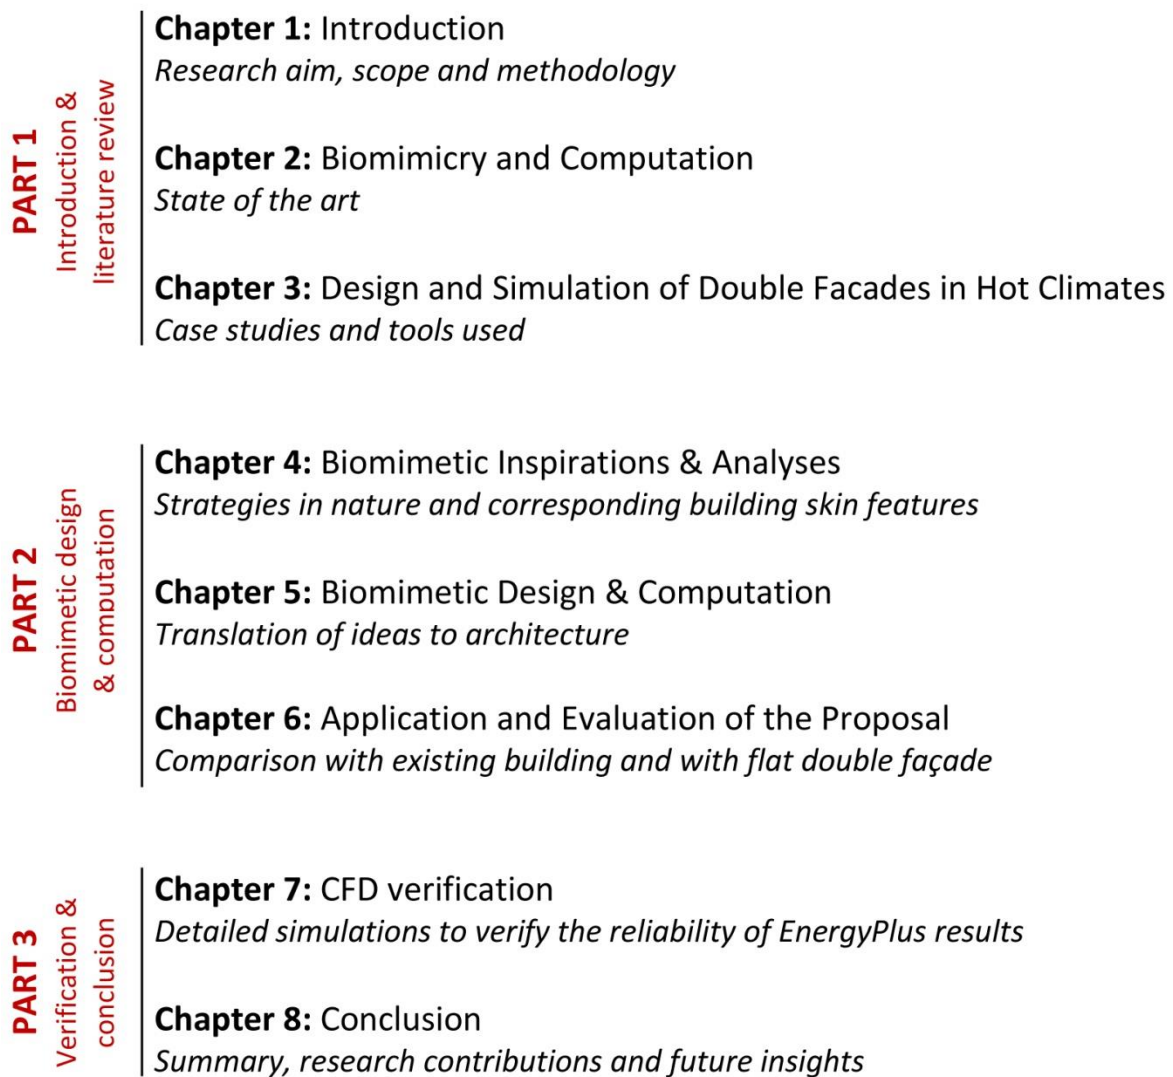 PART 1
Introduction &
literature review
Chapter 1: Introduction
Research aim, scope and methodology
Chapter 2: Biomimicry and Computation
State of the art
Chapter 3: Design and Simulation of Double Facades in Hot Climates
Case studies and tools used
PART 2
Biomimetic design
& computation
Chapter 4: Biomimetic Inspirations & Analyses
Strategies in nature and corresponding building skin features
Chapter 5: Biomimetic Design & Computation
Translation of ideas to architecture
Chapter 6: Application and Evaluation of the Proposal
Comparison with existing building and with flat double façade
PART 3
Verification &
conclusion
Chapter 7: CFD verification
Detailed simulations to verify the reliability of EnergyPlus results
Chapter 8: Conclusion
Summary, research contributions and future insights